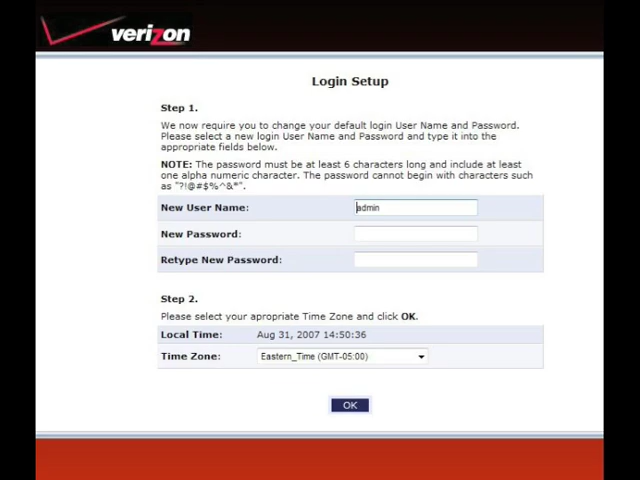 verizon
Login Setup
Step 1.
We now require you to change your default login User Name and Password.
Please select a new login User Name and Password and type it into the
appropriate fields below.
NOTE: The password must be at least 6 characters long and include at least
one alpha numeric character. The password cannot begin with characters such
as "?!@#$%^&*".
New User Name: admin
New Password:
Retype New Password:
Step 2.
Please select your apropriate Time Zone and click OK.
Local Time: Aug 31, 2007 14:50:36
Time Zone: Eastern_Time (GMT-05:00)
OK